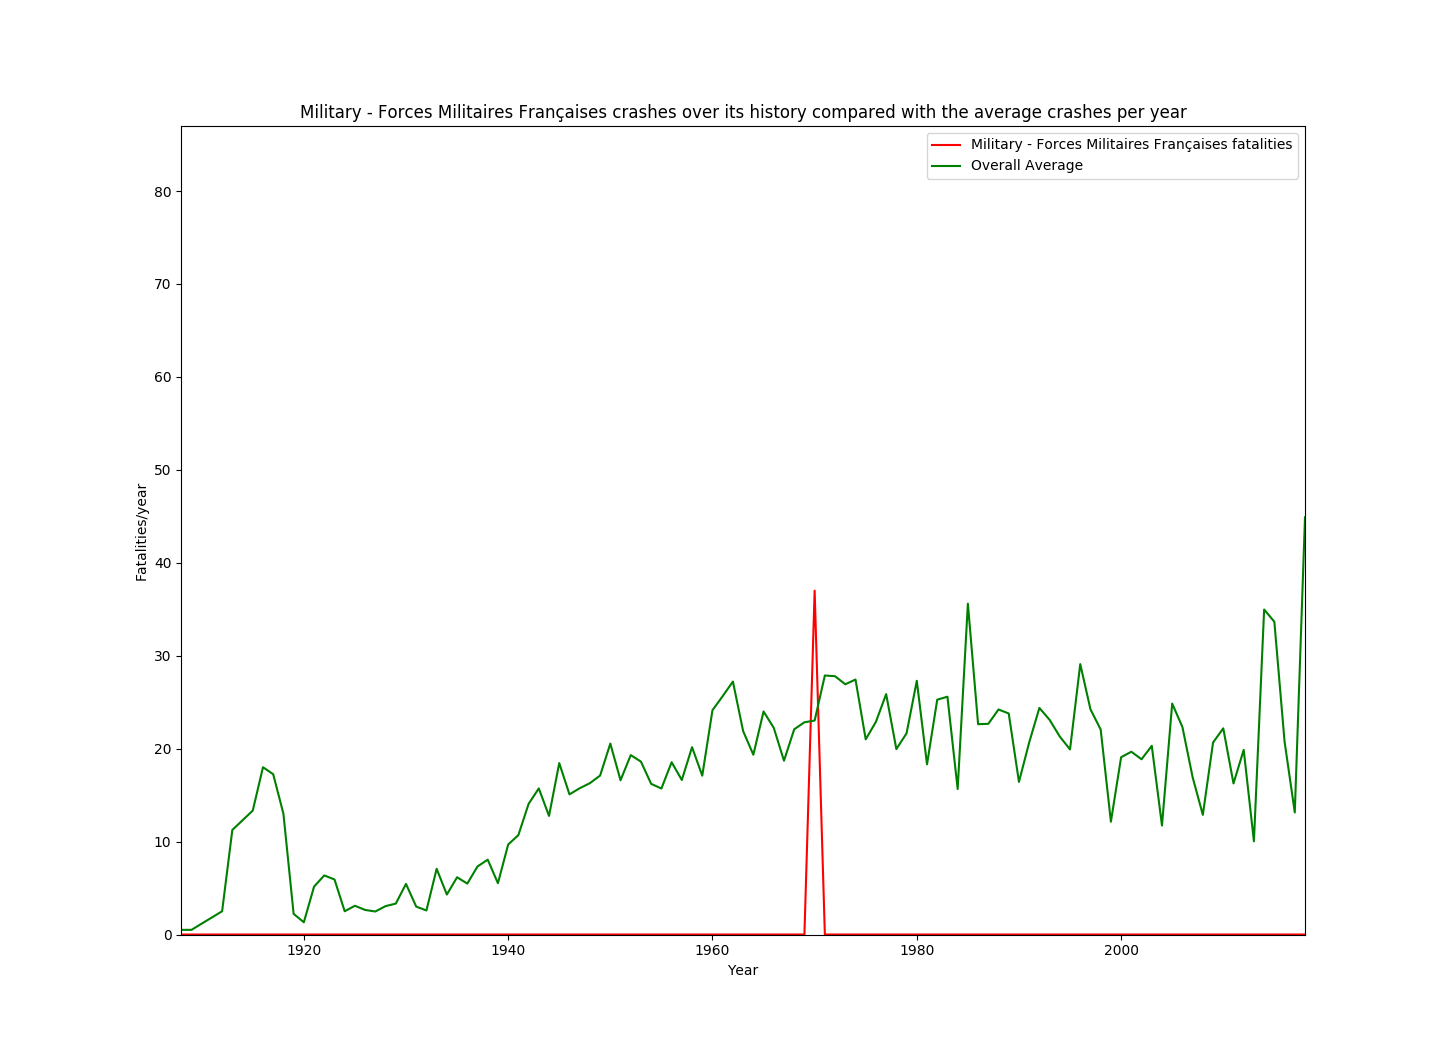 Military - Forces Militaires Françaises crashes over its history compared with the average crashes per year
Military - Forces Militaires Françaises fatalities
Overall Average
80
70
60
50
40
30
20
10
0
Fatalities/year
1920
1940
1960
1980
2000
Year